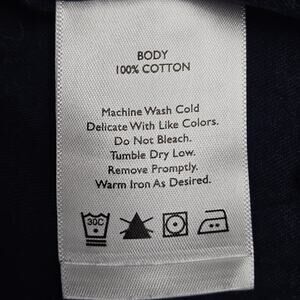 BODY
100% COTTON
Machine Wash Cold
Delicate With Like Colors.
Do Not Bleach.
Tumble Dry Low.
Remove Promptly.
Warm Iron As Desired.
30C